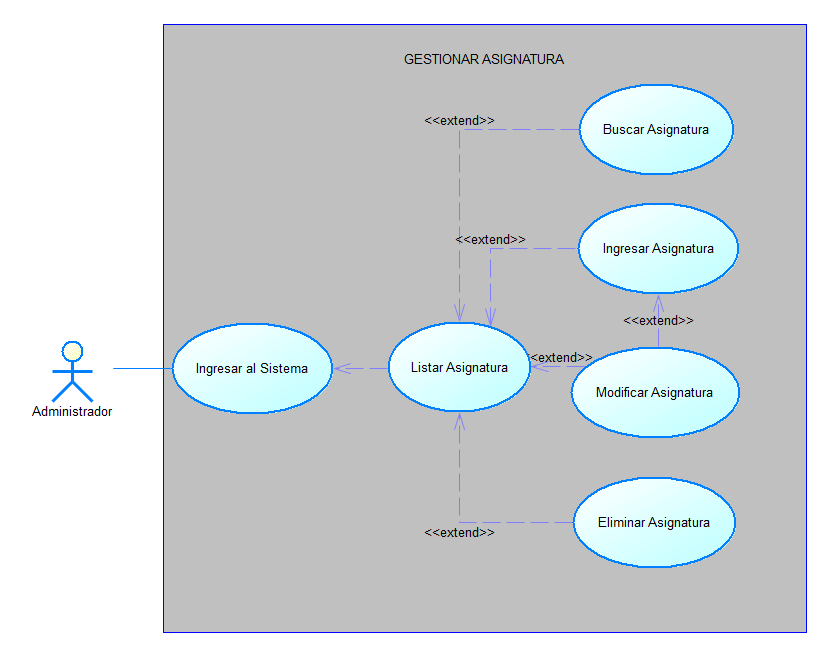 GESTIONAR ASIGNATURA
<<extend>>
Buscar Asignatura
<<extend>>
Ingresar Asignatura
<<extend>>
Ingresar al Sistema
Listar Asignatura
<<extend>>
Modificar Asignatura
Administrador
Eliminar Asignatura
<<extend>>